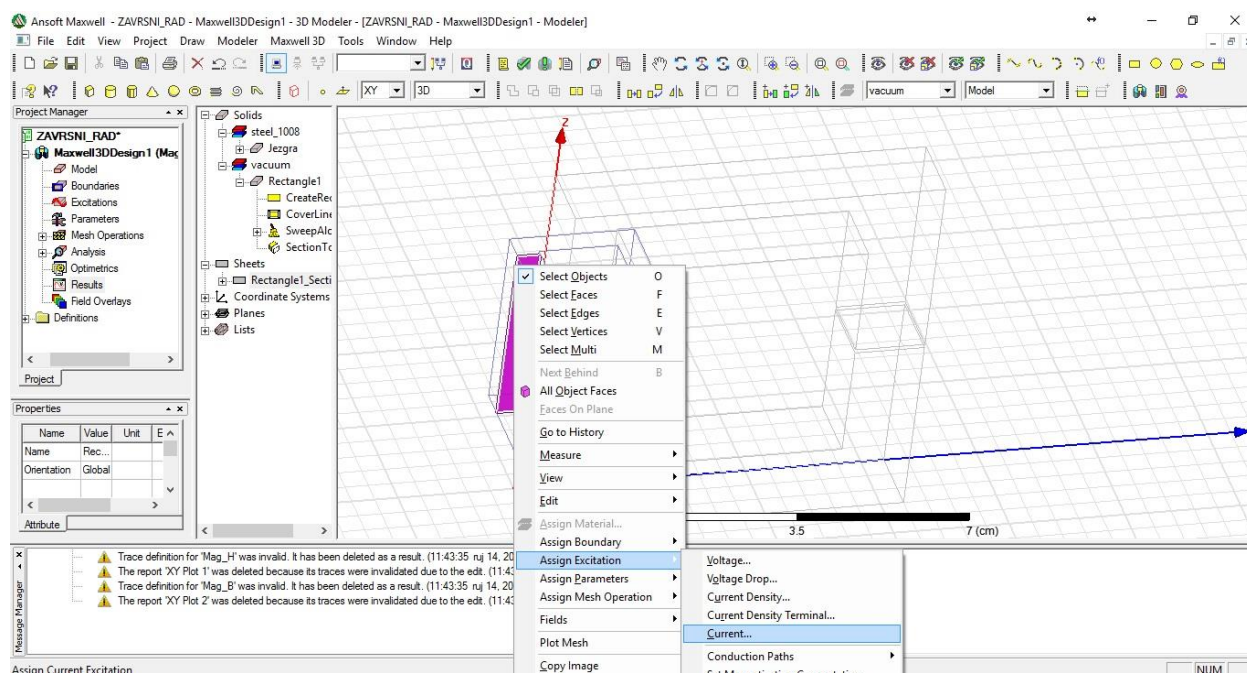 Ansoft Maxwell - ZAVRSNI_RAD - Maxwell3DDesign1 - 3D Modeler - [ZAVRSNI_RAD - Maxwell3DDesign1 - Modeler]
File Edit View Project Draw Modeler Maxwell 3D Tools Window Help
XY 3D vacuum Model
Project Manager
ZAVRSNI_RAD*
Maxwell3DDesign1 (Mag
Model
Boundaries
Excitations
Parameters
Mesh Operations
Analysis
Optimetrics
Results
Field Overlays
Definitions
Project
Solids
steel_1008
Jezgra
vacuum
Rectangle1
CreateRec
CoverLine
SweepAlc
SectionTc
Sheets
Rectangle1_Secti
Coordinate Systems
Planes
Lists
Properties
Name Value Unit E
Name Rec...
Orientation Global
Attribute
Z
3.5 7 (cm)
Select Objects O
Select Faces F
Select Edges E
Select Vertices V
Select Multi M
Next Behind B
All Object Faces
Faces On Plane
Go to History
Measure
View
Edit
Assign Material...
Assign Boundary
Assign Excitation
Assign Parameters
Assign Mesh Operation
Fields
Plot Mesh
Copy Image
Voltage...
Voltage Drop...
Current Density...
Current Density Terminal...
Current...
Conduction Paths
Message Manager
Trace definition for 'Mag_H' was invalid. It has been deleted as a result. (11:43:35 ruj 14, 20
The report 'XY Plot 1' was deleted because its traces were invalidated due to the edit. (11:43
Trace definition for 'Mag_B' was invalid. It has been deleted as a result. (11:43:35 ruj 14, 20
The report 'XY Plot 2' was deleted because its traces were invalidated due to the edit. (11:43
Assign Current Excitation
NUM